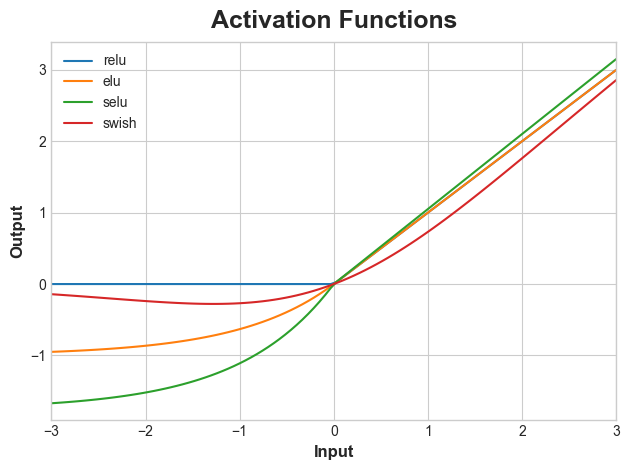 Activation Functions
relu
elu
selu
swish
3
2
1
0
−1
Output
−3 −2 −1 0 1 2 3
Input